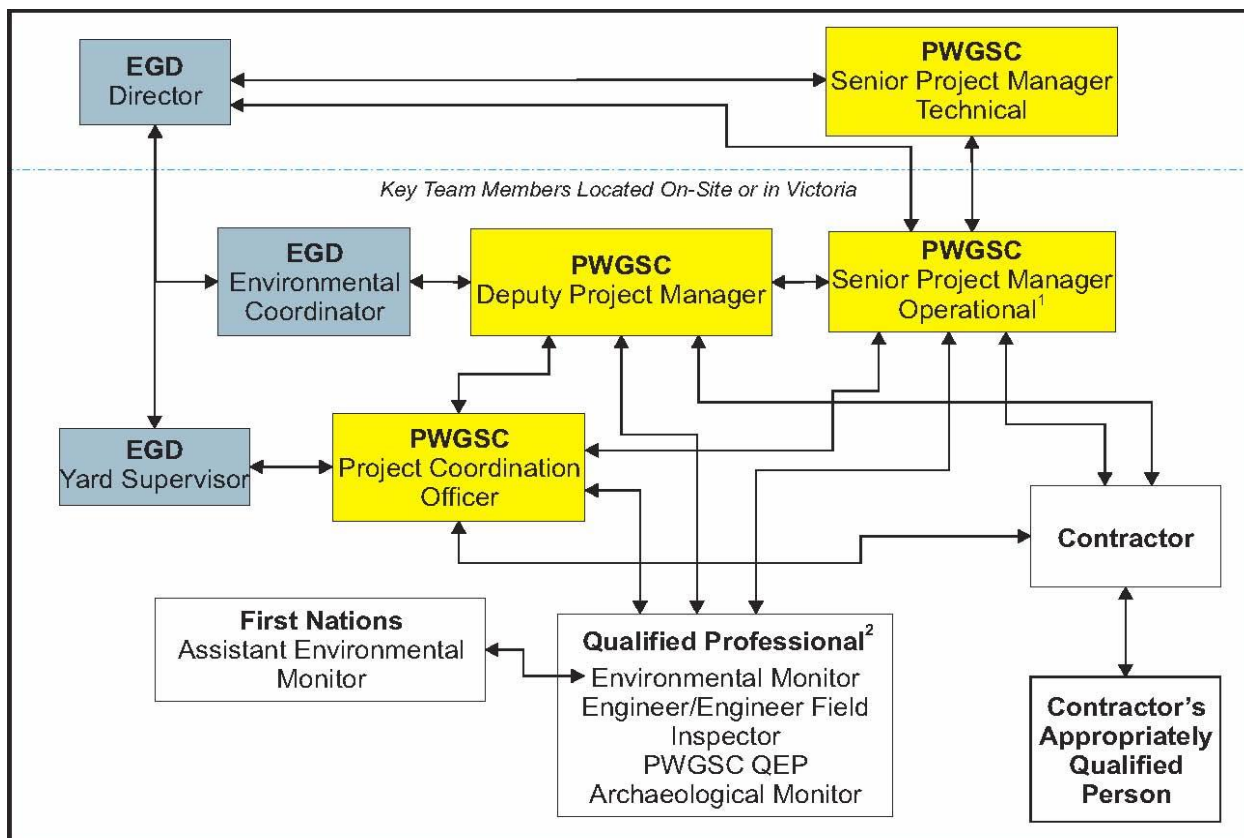 EGD
Director
PWGSC
Senior Project Manager
Technical
Key Team Members Located On-Site or in Victoria
EGD
Environmental
Coordinator
PWGSC
Deputy Project Manager
PWGSC
Senior Project Manager
Operational¹
EGD
Yard Supervisor
PWGSC
Project Coordination
Officer
Contractor
First Nations
Assistant Environmental
Monitor
Qualified Professional²
Environmental Monitor
Engineer/Engineer Field
Inspector
PWGSC QEP
Archaeological Monitor
Contractor's
Appropriately
Qualified
Person